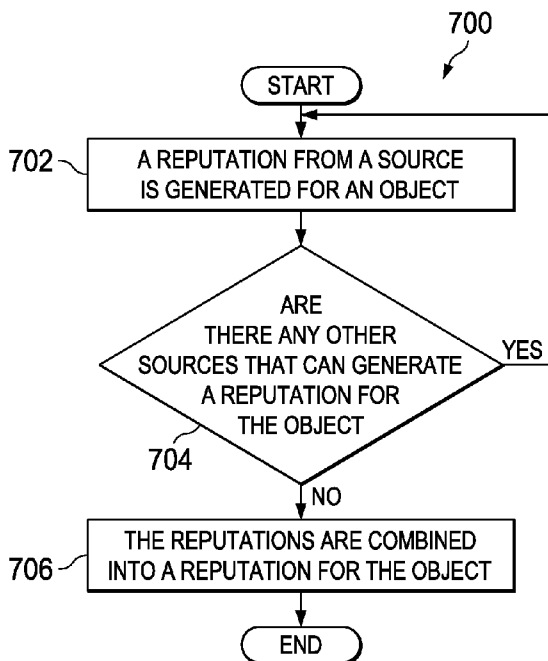 700
START
702
A REPUTATION FROM A SOURCE
IS GENERATED FOR AN OBJECT
ARE
THERE ANY OTHER
SOURCES THAT CAN GENERATE
A REPUTATION FOR
THE OBJECT
YES
704
NO
706
THE REPUTATIONS ARE COMBINED
INTO A REPUTATION FOR THE OBJECT
END